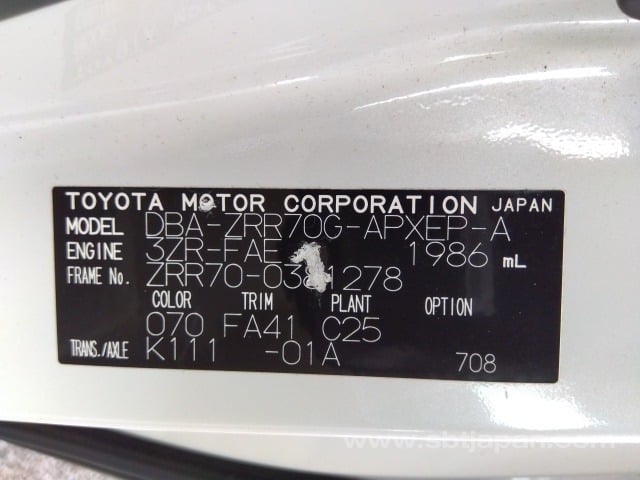 TOYOTA MOTOR CORPORATION JAPAN
MODEL DBA-ZRR70G-APXEP-A
ENGINE 3ZR-FAE 1986 mL
FRAME No.
COLOR TRIM PLANT OPTION
070 FA41 C25
TRANS./AXLE K111 -01A 708
www.sbtjapan.com